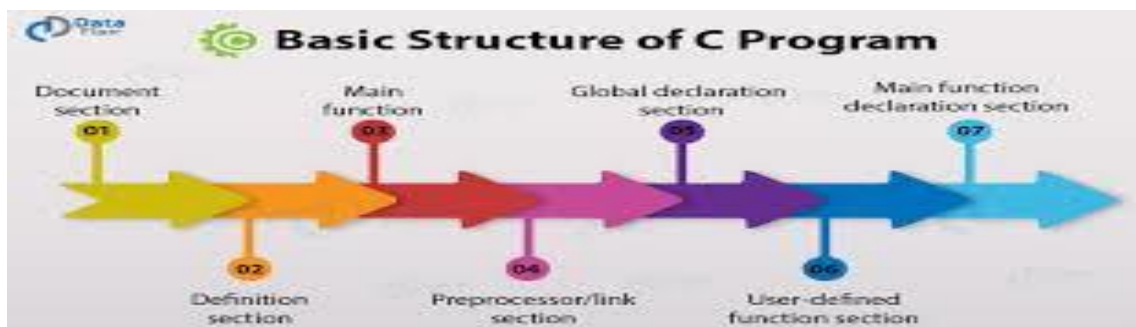 Data
Flair
Basic Structure of C Program
Document
section
Main
function
Global declaration
section
Main function
declaration section
01
03
05
07
02
04
06
Definition
section
Preprocessor/link
section
User-defined
function section